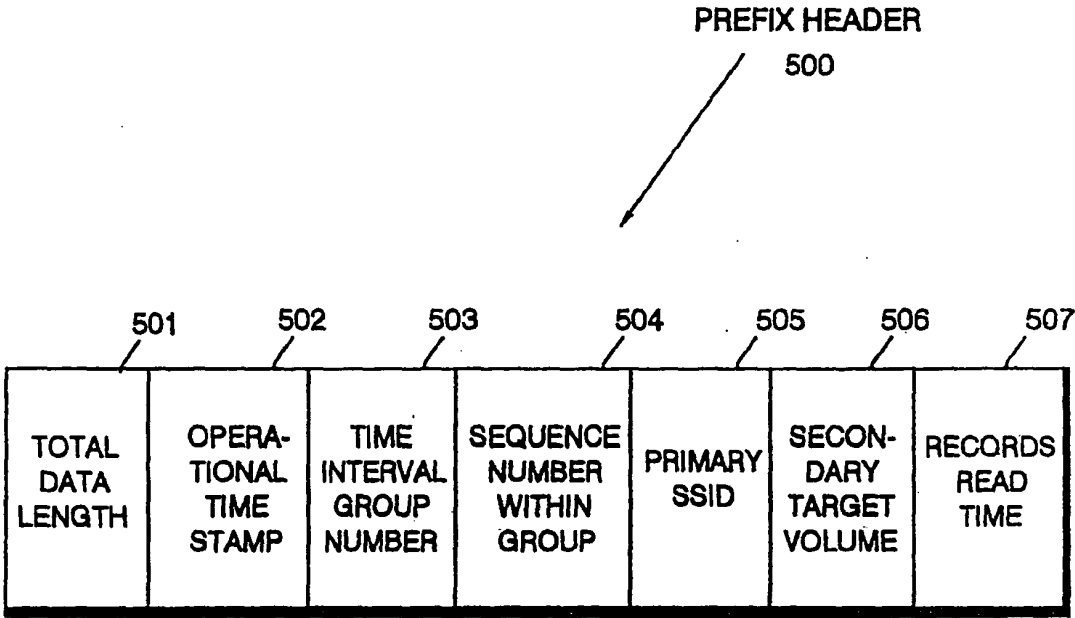 PREFIX HEADER
500
501 502 503 504 505 506 507
TOTAL
DATA
LENGTH
OPERA-
TIONAL
TIME
STAMP
TIME
INTERVAL
GROUP
NUMBER
SEQUENCE
NUMBER
WITHIN
GROUP
PRIMARY
SSID
SECON-
DARY
TARGET
VOLUME
RECORDS
READ
TIME